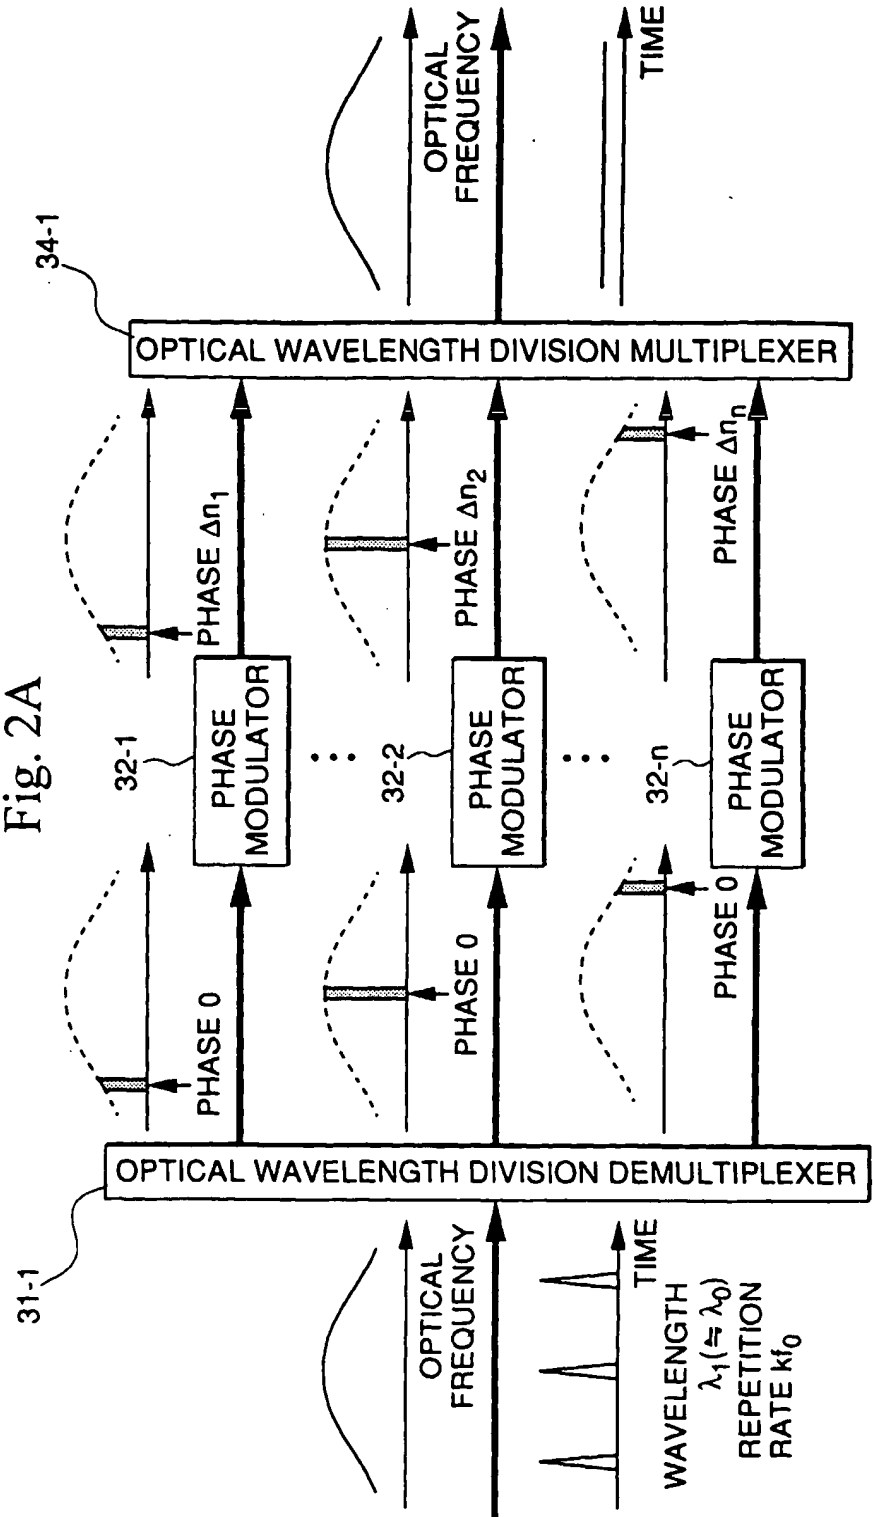 Fig. 2A
31-1
OPTICAL WAVELENGTH DIVISION DEMULTIPLEXER
OPTICAL
FREQUENCY
TIME
WAVELENGTH
λ1(≒ λ0)
REPETITION
RATE kf0
PHASE 0
32-1
PHASE
MODULATOR
PHASE Δn1
PHASE 0
32-2
PHASE
MODULATOR
PHASE Δn2
PHASE 0
32-n
PHASE
MODULATOR
PHASE Δnn
34-1
OPTICAL WAVELENGTH DIVISION MULTIPLEXER
OPTICAL
FREQUENCY
TIME